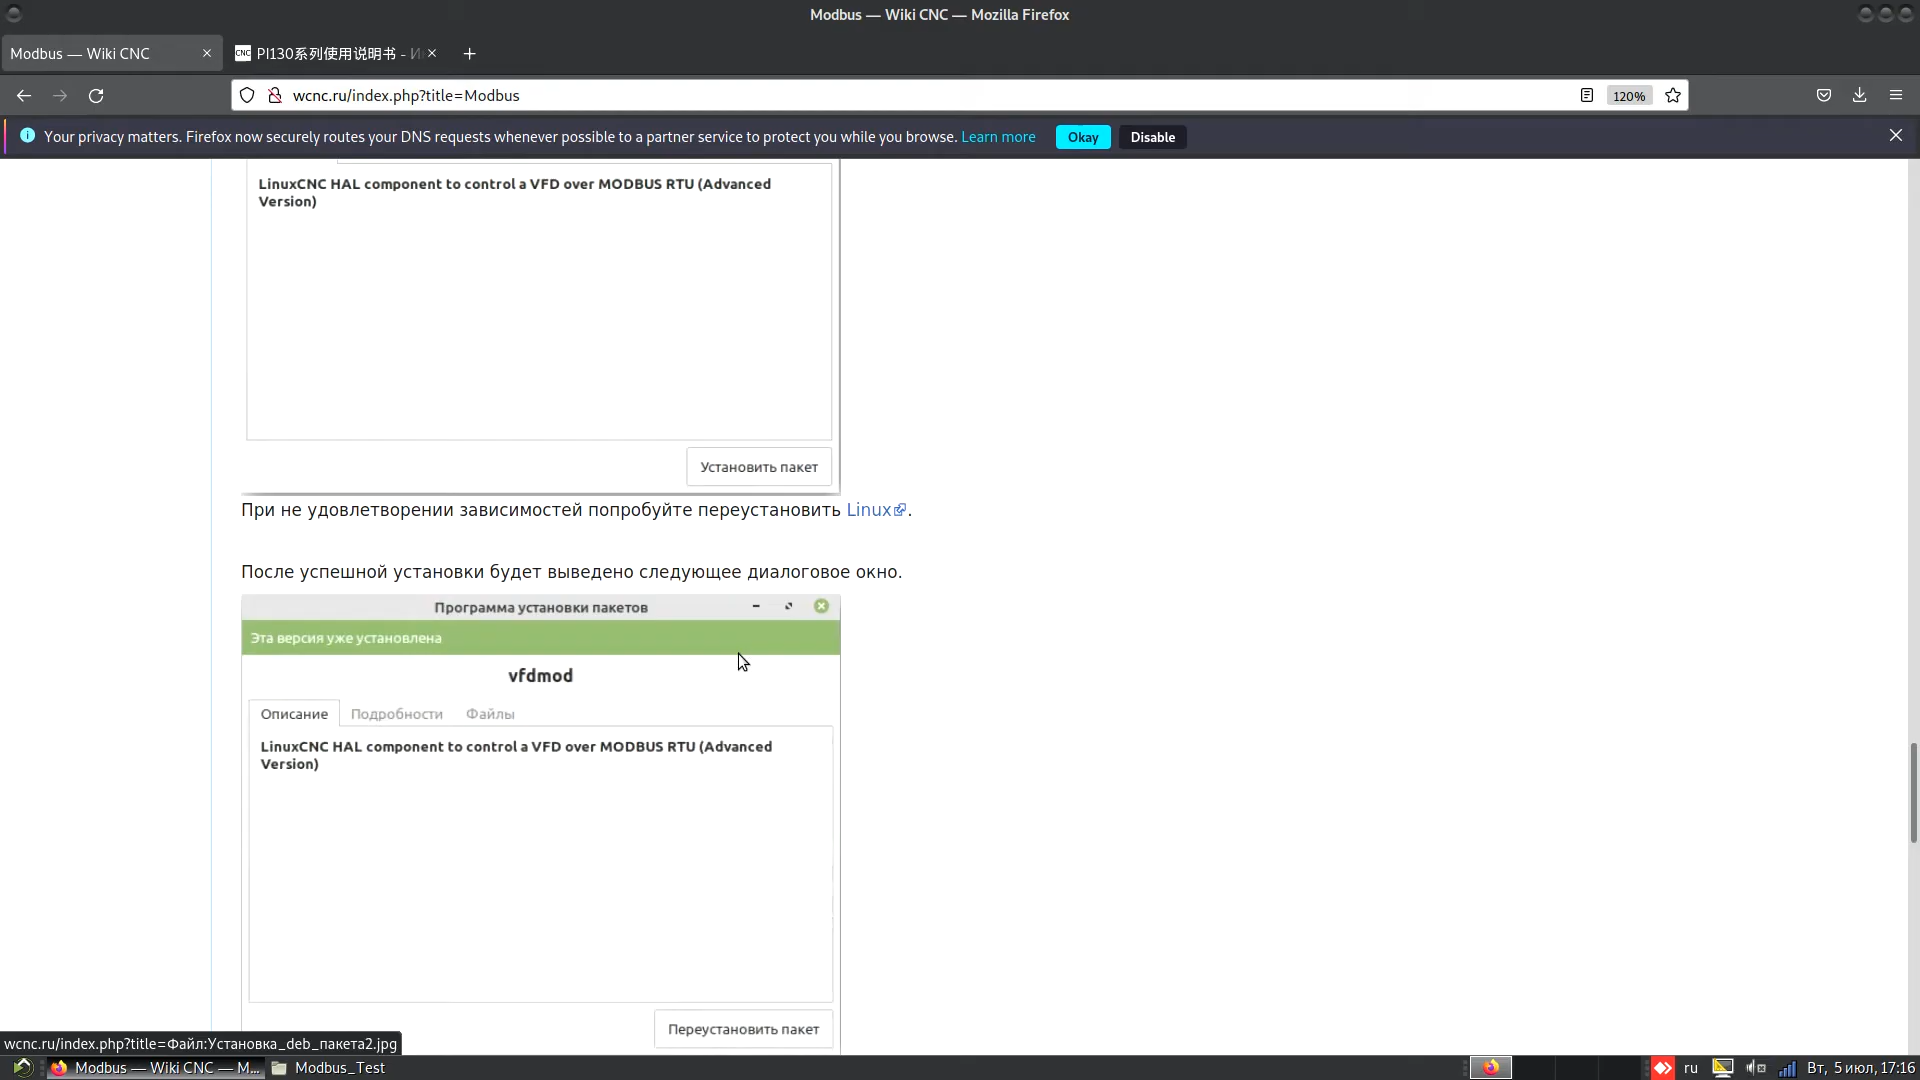 Modbus — Wiki CNC — Mozilla Firefox
Modbus — Wiki CNC
CNC PI130系列使用说明书 - И
wcnc.ru/index.php?title=Modbus
120%
Your privacy matters. Firefox now securely routes your DNS requests whenever possible to a partner service to protect you while you browse. Learn more Okay Disable
LinuxCNC HAL component to control a VFD over MODBUS RTU (Advanced
Version)
Установить пакет
При не удовлетворении зависимостей попробуйте переустановить Linux.
После успешной установки будет выведено следующее диалоговое окно.
Программа установки пакетов
Эта версия уже установлена
vfdmod
Описание Подробности Файлы
LinuxCNC HAL component to control a VFD over MODBUS RTU (Advanced
Version)
Переустановить пакет
wcnc.ru/index.php?title=Файл:Установка_deb_пакета2.jpg
Modbus — Wiki CNC — M... Modbus_Test ru Вт, 5 июл, 17:16